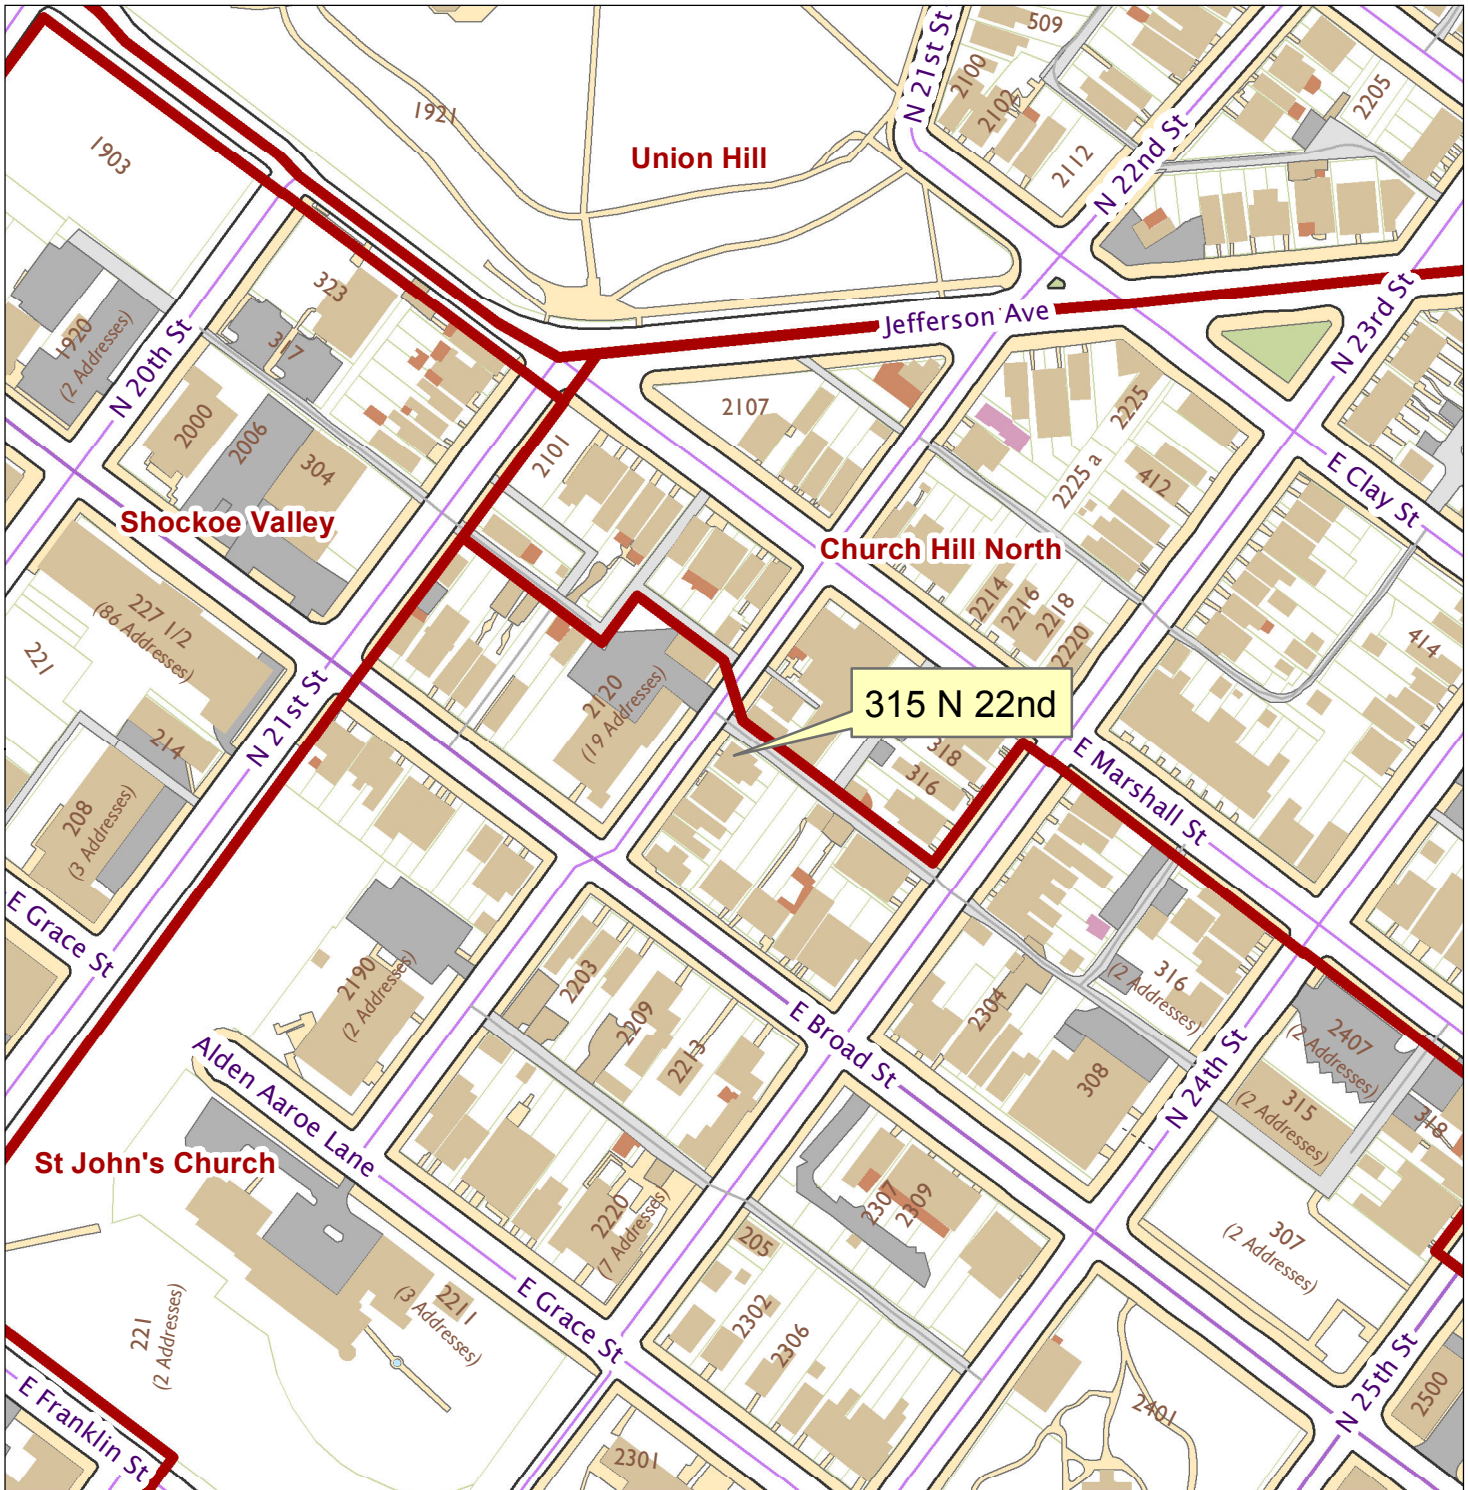 509
N 21st St
2100
2102
2112
N 22nd St
2205
1921
Union Hill
1903
323
317
1920
(2 Addresses)
N 20th St
2000
2006
304
Jefferson Ave
N 23rd St
2107
2101
2225
2225 a
412
E Clay St
Shockoe Valley
Church Hill North
2214
2216
2218
2220
414
227 1/2
(86 Addresses)
221
N 21st St
2120
(19 Addresses)
315 N 22nd
318
316
E Marshall St
214
208
(3 Addresses)
E Grace St
2190
(2 Addresses)
2203
2209
2213
E Broad St
2304
316
(2 Addresses)
308
N 24th St
2407
(2 Addresses)
315
(2 Addresses)
318
Alden Aaroe Lane
St John's Church
2307
2309
2220
(7 Addresses)
205
307
(2 Addresses)
2302
2306
E Grace St
2211
(3 Addresses)
221
(2 Addresses)
E Franklin St
2301
2401
N 25th St
2500